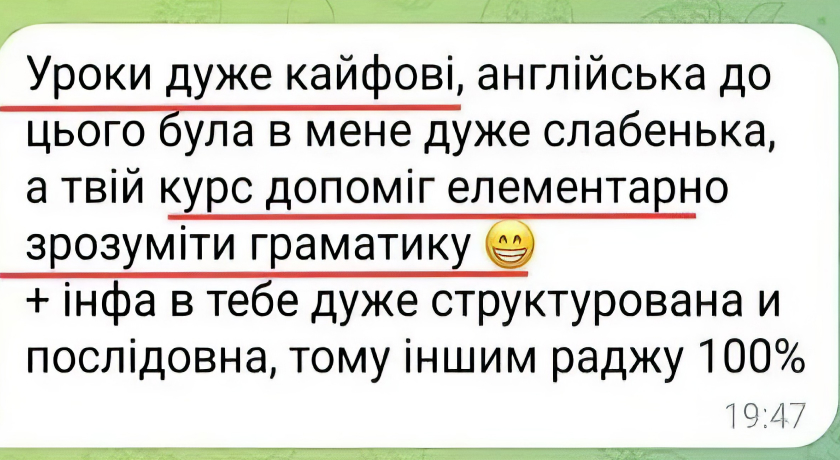 Уроки дуже кайфові, англійська до
цього була в мене дуже слабенька,
а твій курс допоміг елементарно
зрозуміти граматику 😁
+ інфа в тебе дуже структурована и
послідовна, тому іншим раджу 100%
19:47